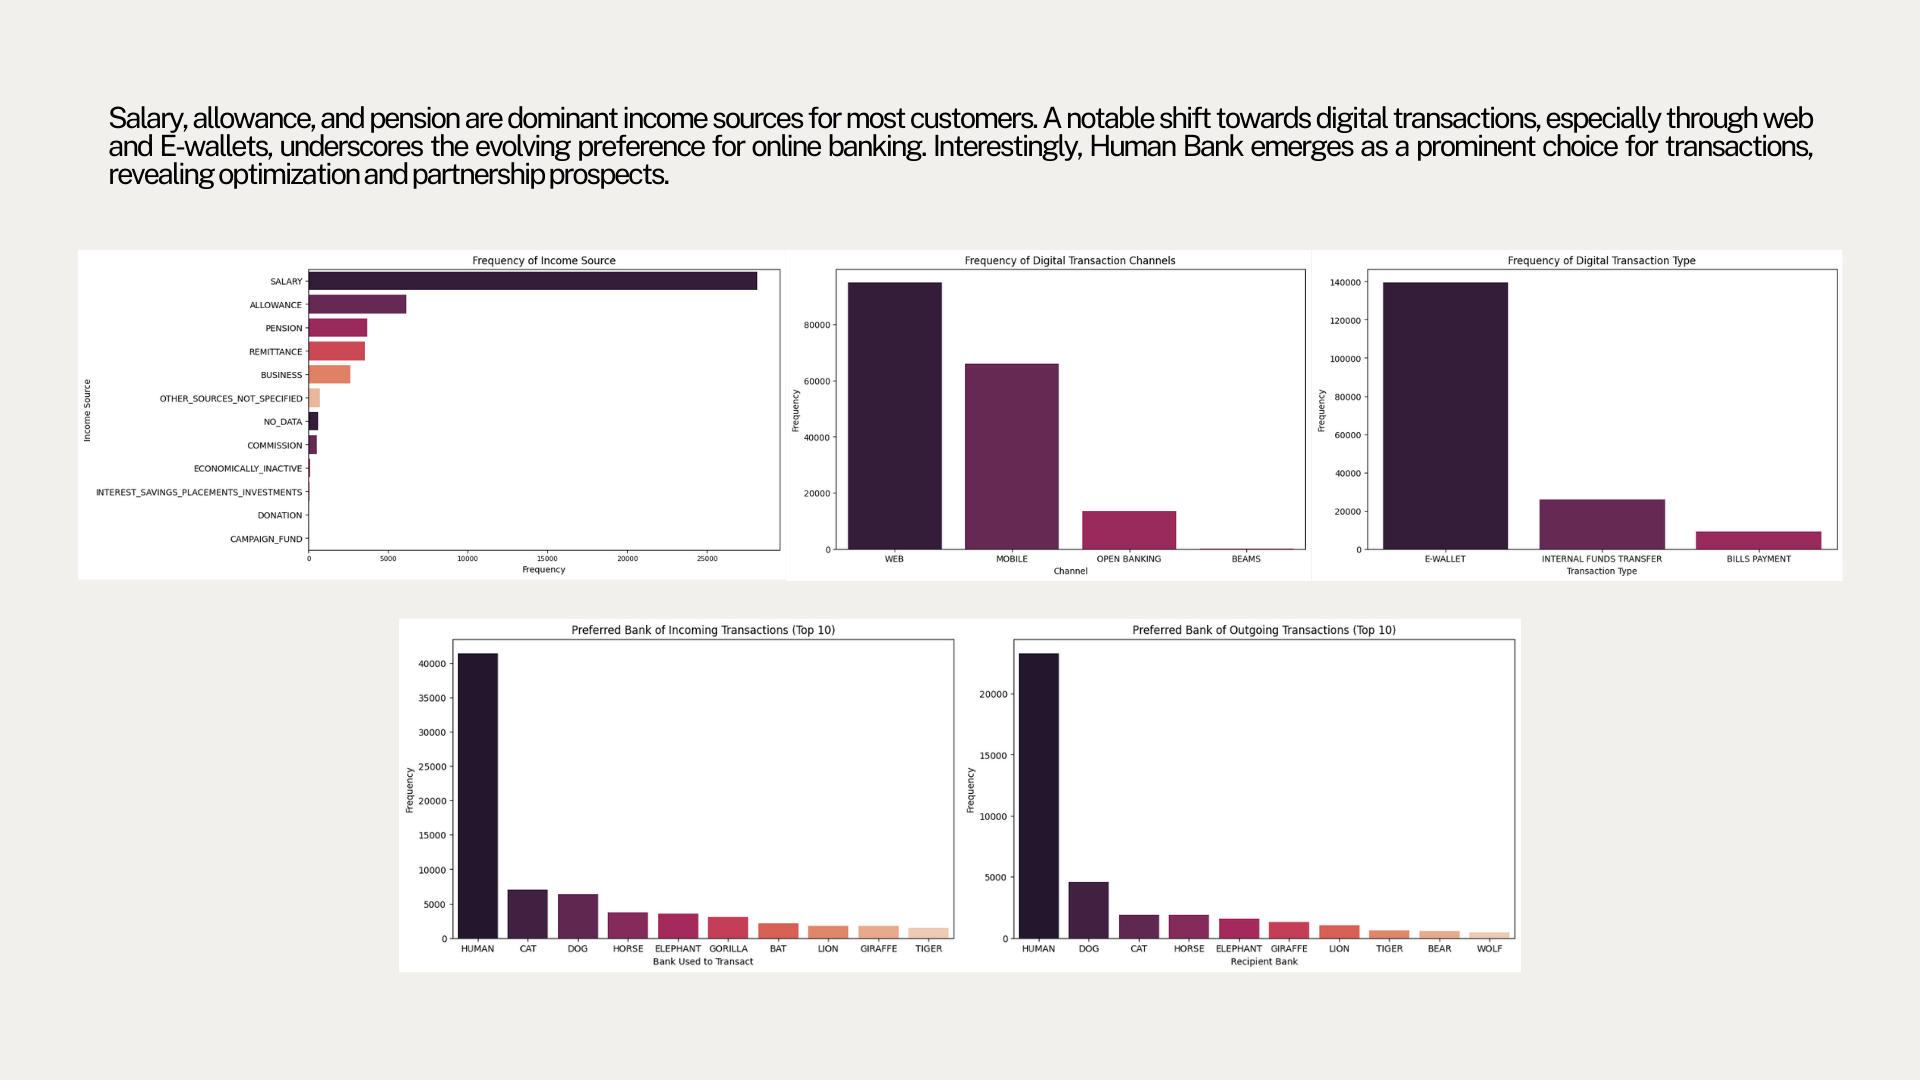 Salary, allowance, and pension are dominant income sources for most customers. A notable shift towards digital transactions, especially through web
and E-wallets, underscores the evolving preference for online banking. Interestingly, Human Bank emerges as a prominent choice for transactions,
revealing optimization and partnership prospects.
Frequency of Income Source
Income Source
SALARY
ALLOWANCE
PENSION
REMITTANCE
BUSINESS
OTHER_SOURCES_NOT_SPECIFIED
NO_DATA
COMMISSION
ECONOMICALLY_INACTIVE
INTEREST_SAVINGS_PLACEMENTS_INVESTMENTS
DONATION
CAMPAIGN_FUND
0 5000 10000 15000 20000 25000
Frequency
Frequency of Digital Transaction Channels
Frequency
80000
60000
40000
20000
0
WEB MOBILE OPEN BANKING BEAMS
Channel
Frequency of Digital Transaction Type
Frequency
140000
120000
100000
80000
60000
40000
20000
0
E-WALLET INTERNAL FUNDS TRANSFER BILLS PAYMENT
Transaction Type
Preferred Bank of Incoming Transactions (Top 10)
Frequency
40000
35000
30000
25000
20000
15000
10000
5000
0
HUMAN CAT DOG HORSE ELEPHANT GORILLA BAT LION GIRAFFE TIGER
Bank Used to Transact
Preferred Bank of Outgoing Transactions (Top 10)
Frequency
20000
15000
10000
5000
0
HUMAN DOG CAT HORSE ELEPHANT GIRAFFE LION TIGER BEAR WOLF
Recipient Bank